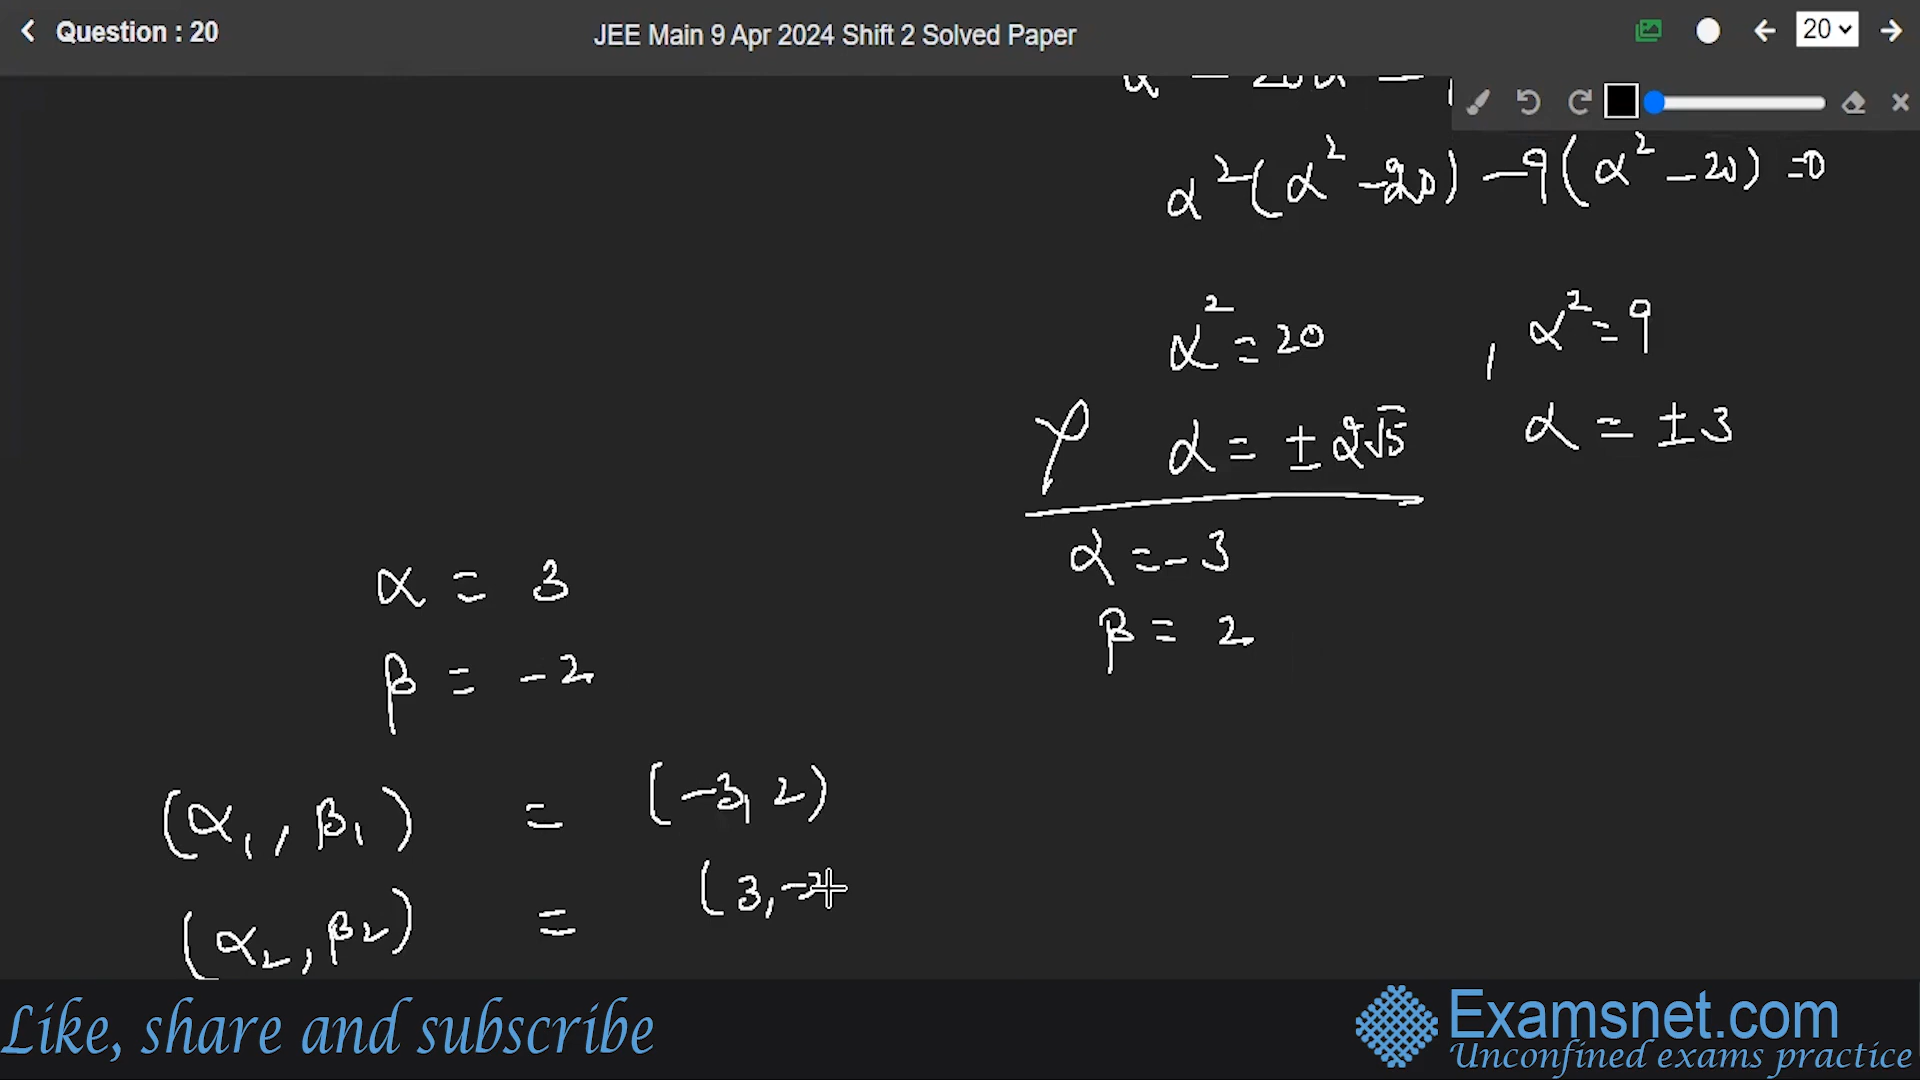 Question : 20
JEE Main 9 Apr 2024 Shift 2 Solved Paper
20
α²(α²-20) -9(α²-20) =0
α² = 20 , α² = 9
α = ± 2√5
α = ± 3
α = -3
β = 2
α = 3
β = -2
(α₁, β₁) = (-3, 2)
(α₂, β₂) = (3, -2
Like, share and subscribe
Examsnet.com
Unconfined exams practice